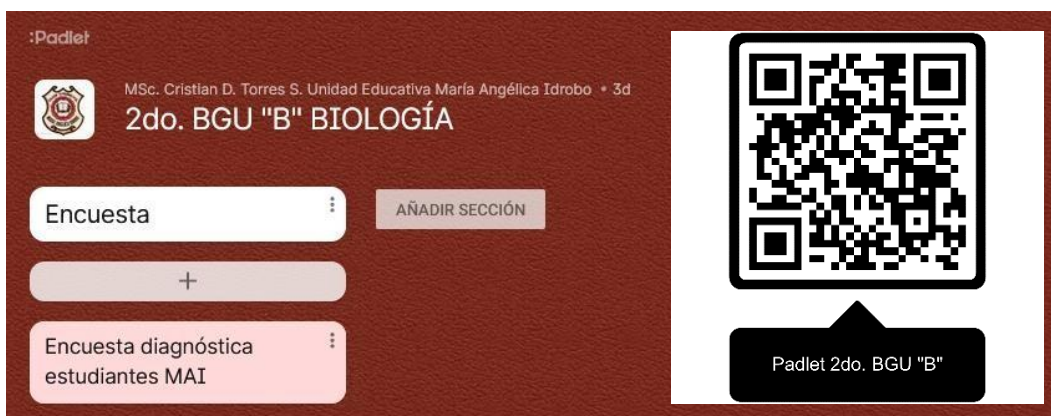 :Padlet
MSc. Cristian D. Torres S. Unidad Educativa María Angélica Idrobo • 3d
2do. BGU "B" BIOLOGÍA
Encuesta
AÑADIR SECCIÓN
+
Encuesta diagnóstica
estudiantes MAI
Padlet 2do. BGU "B"